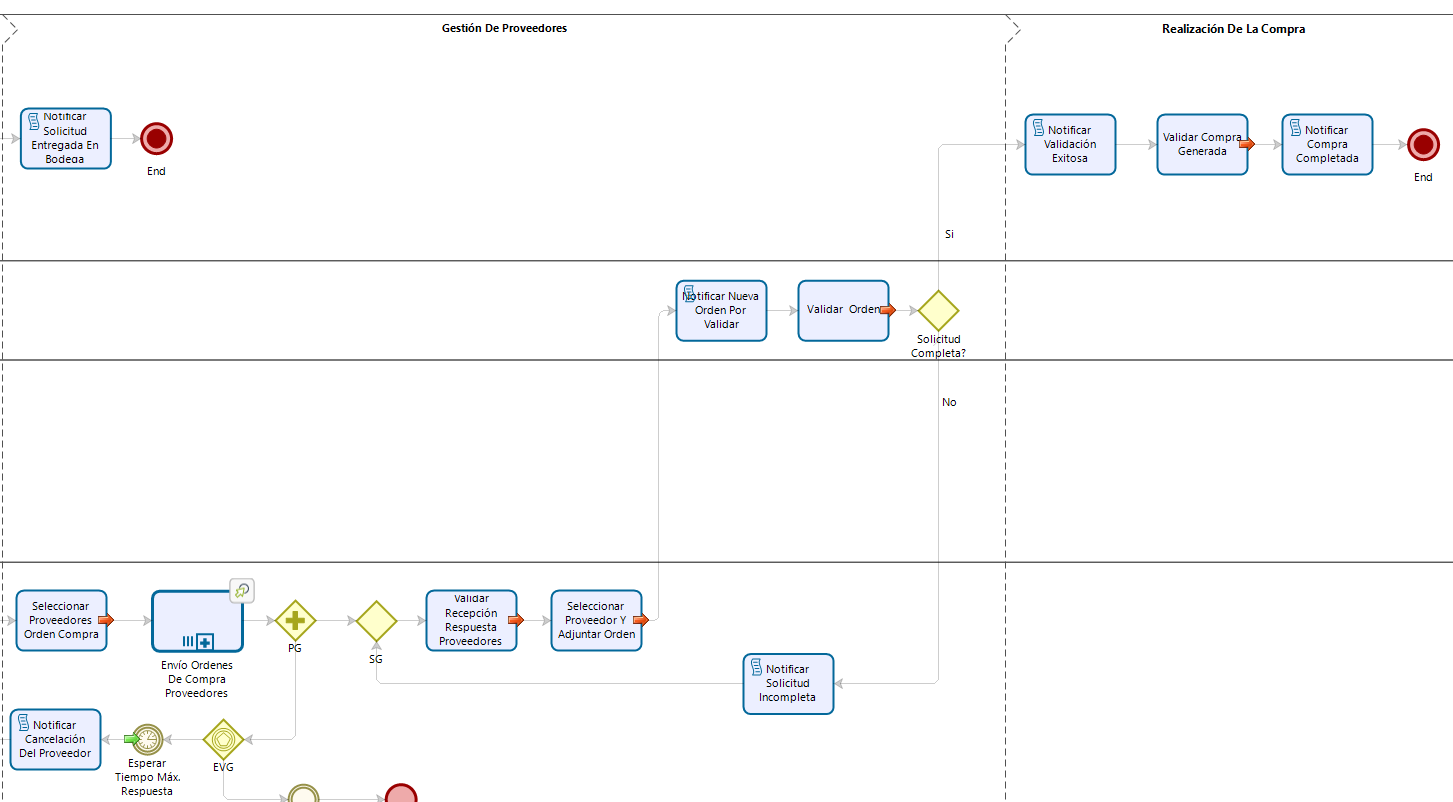 Gestión De Proveedores
Realización De La Compra
Notificar
Solicitud
Entregada En
Bodega
End
Notificar
Validación
Exitosa
Validar Compra
Generada
Notificar
Compra
Completada
End
Si
Notificar Nueva
Orden Por
Validar
Validar Orden
Solicitud
Completa?
No
Seleccionar
Proveedores
Orden Compra
Envío Ordenes
De Compra
Proveedores
PG
SG
Validar
Recepción
Respuesta
Proveedores
Seleccionar
Proveedor Y
Adjuntar Orden
Notificar
Solicitud
Incompleta
Notificar
Cancelación
Del Proveedor
Esperar
Tiempo Máx.
Respuesta
EVG